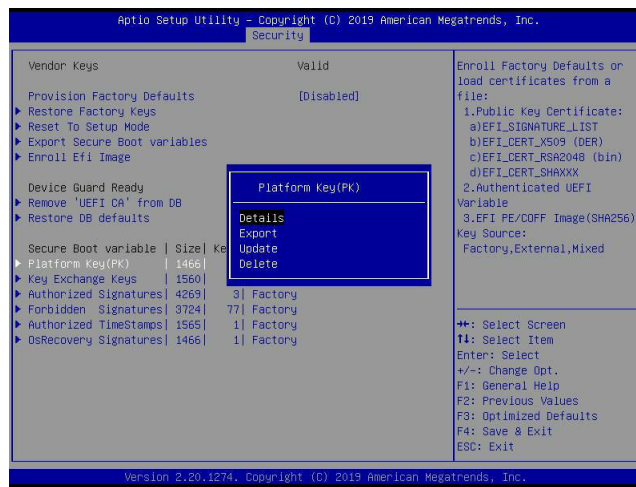 Aptio Setup Utility – Copyright (C) 2019 American Megatrends, Inc.
Security
Vendor Keys Valid
Provision Factory Defaults [Disabled]
Restore Factory Keys
Reset To Setup Mode
Export Secure Boot variables
Enroll Efi Image
Device Guard Ready
Remove 'UEFI CA' from DB
Restore DB defaults
Secure Boot variable | Size| Ke
Platform Key(PK) | 1466|
Key Exchange Keys | 1560|
Authorized Signatures| 4269| 3| Factory
Forbidden Signatures| 3724| 77| Factory
Authorized TimeStamps| 1565| 1| Factory
OsRecovery Signatures| 1466| 1| Factory
Platform Key(PK)
Details
Export
Update
Delete
Enroll Factory Defaults or
load certificates from a
file:
1.Public Key Certificate:
a)EFI_SIGNATURE_LIST
b)EFI_CERT_X509 (DER)
c)EFI_CERT_RSA2048 (bin)
d)EFI_CERT_SHAXXX
2.Authenticated UEFI
Variable
3.EFI PE/COFF Image(SHA256)
Key Source:
Factory,External,Mixed
→←: Select Screen
↑↓: Select Item
Enter: Select
+/-: Change Opt.
F1: General Help
F2: Previous Values
F3: Optimized Defaults
F4: Save & Exit
ESC: Exit
Version 2.20.1274. Copyright (C) 2019 American Megatrends, Inc.